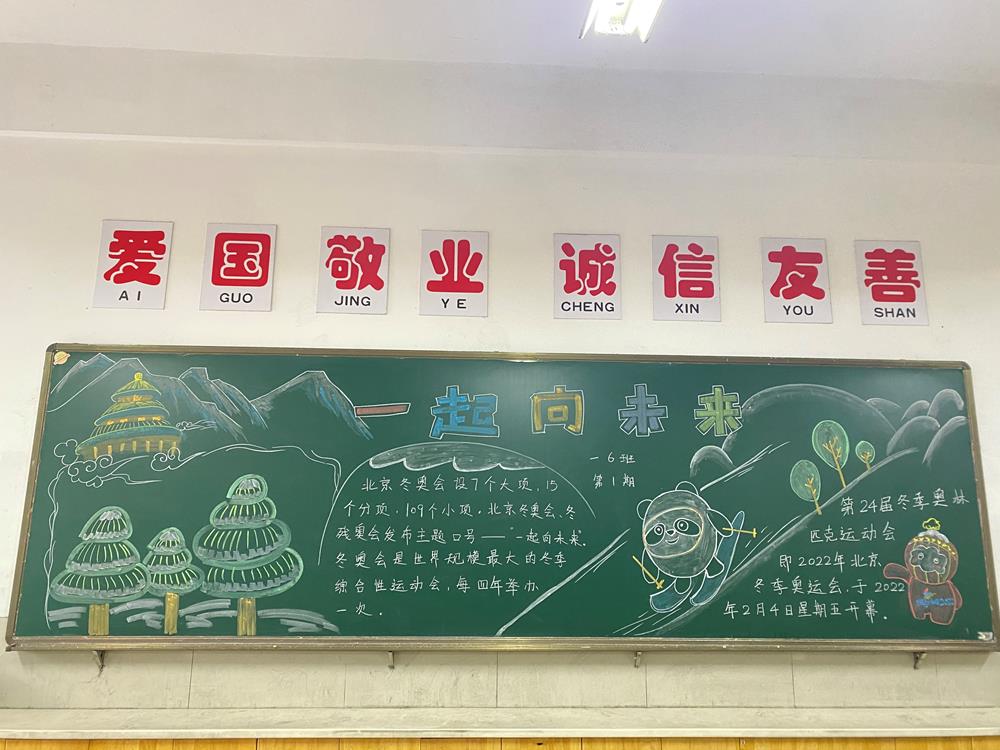 爱 国 敬 业 诚 信 友 善
AI GUO JING YE CHENG XIN YOU SHAN
一起向未来
一6班
第1期
北京冬奥会设7个大项,15
个分项,109个小项。北京冬奥会、冬
残奥会发布主题口号——"一起向未来"。
冬奥会是世界规模最大的冬季
综合性运动会,每四年举办
一次。
第24届冬季奥林
匹克运动会
即2022年北京
冬季奥运会,于2022
年2月4日星期五开幕。